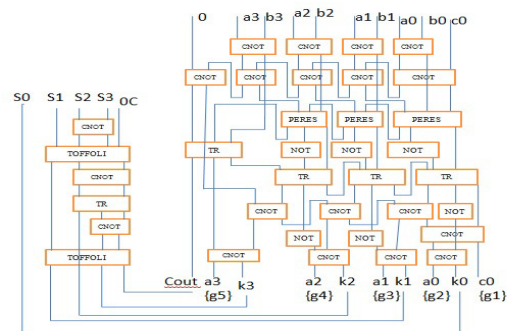 0 a3 b3 a2 b2 a1 b1 a0 b0 c0
CNOT CNOT CNOT CNOT
CNOT CNOT CNOT CNOT CNOT
S0 S1 S2 S3 0C
CNOT
PERES PERES PERES
TOFFOLI TR NOT NOT NOT
CNOT TR TR TR
TR
CNOT CNOT CNOT NOT
CNOT
NOT NOT CNOT
TOFFOLI CNOT CNOT CNOT
Cout a3 k3 a2 k2 a1 k1 a0 k0 c0
{g5} {g4} {g3} {g2} {g1}